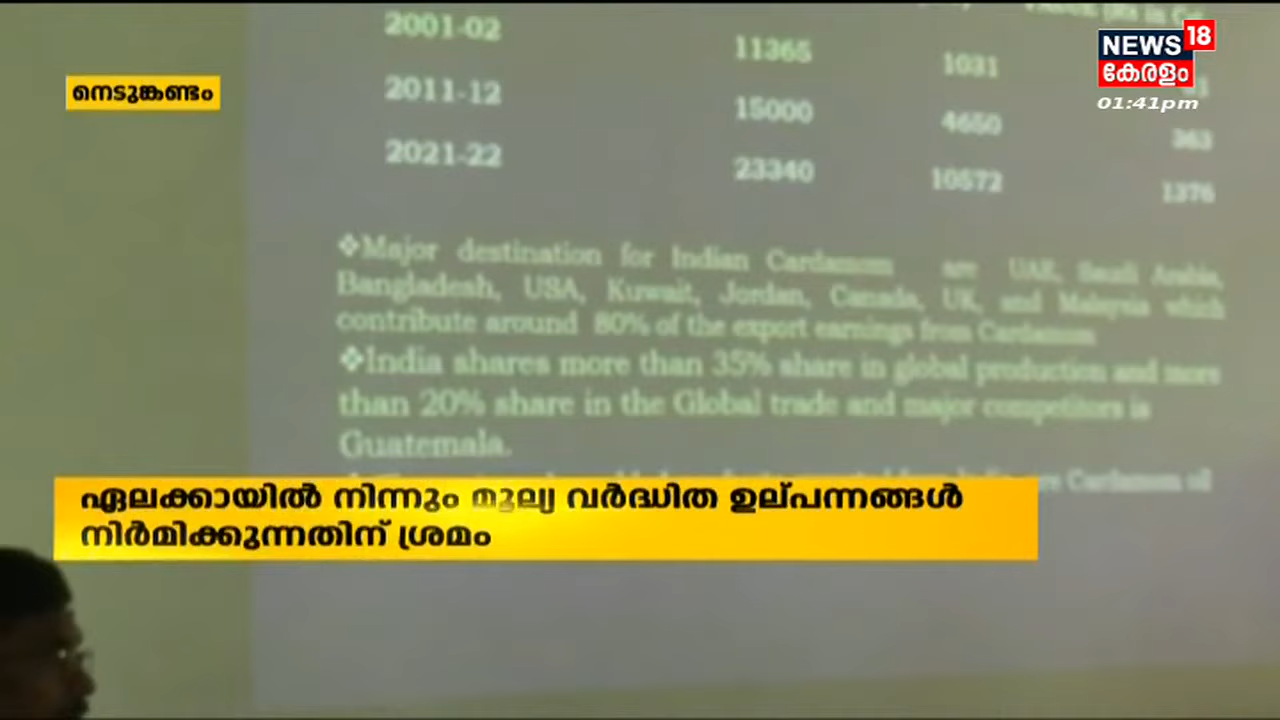 2001-02 11365 1031
NEWS 18
കേരളം
01:41pm
നെടുങ്കണ്ടം
2011-12 15000 4650 363
2021-22 23340 10572 1376
❖Major destination for Indian Cardamom are UAE, Saudi Arabia,
Bangladesh, USA, Kuwait, Jordan, Canada, UK, and Malaysia which
contribute around 80% of the export earnings from Cardamom
❖India shares more than 35% share in global production and more
than 20% share in the Global trade and major competitors is
Guatemala.
are Cardamom oil
ഏലക്കായിൽ നിന്നും മൂല്യ വർദ്ധിത ഉല്പന്നങ്ങൾ
നിർമിക്കുന്നതിന് ശ്രമം